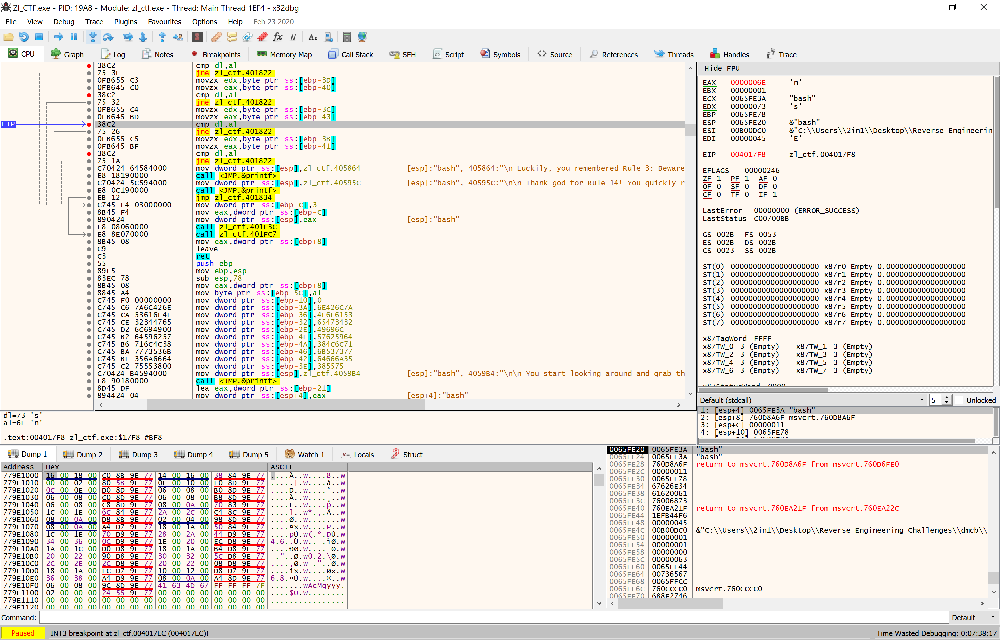 Zl_CTF.exe - PID: 19A8 - Module: zl_ctf.exe - Thread: Main Thread 1EF4 - x32dbg
File View Debug Trace Plugins Favourites Options Help Feb 23 2020
CPU Graph Log Notes Breakpoints Memory Map Call Stack SEH Script Symbols Source References Threads Handles Trace
38C2 cmp dl,al
75 3E jne zl_ctf.401822
0FB655 C3 movzx edx,byte ptr ss:[ebp-3D]
0FB645 C0 movzx eax,byte ptr ss:[ebp-40]
38C2 cmp dl,al
75 32 jne zl_ctf.401822
0FB655 C4 movzx edx,byte ptr ss:[ebp-3C]
0FB645 BD movzx eax,byte ptr ss:[ebp-43]
EIP 38C2 cmp dl,al
75 26 jne zl_ctf.401822
0FB655 C5 movzx edx,byte ptr ss:[ebp-3B]
0FB645 BF movzx eax,byte ptr ss:[ebp-41]
38C2 cmp dl,al
75 1A jne zl_ctf.401822
C70424 64584000 mov dword ptr ss:[esp],zl_ctf.405864 [esp]:"bash", 405864:"\n Luckily, you remembered Rule 3: Beware
E8 18190000 call <JMP.&printf>
C70424 5C594000 mov dword ptr ss:[esp],zl_ctf.40595C [esp]:"bash", 40595C:"\n\n Thank god for Rule 14! You quickly r
E8 0C190000 call <JMP.&printf>
EB 12 jmp zl_ctf.401834
C745 F4 03000000 mov dword ptr ss:[ebp-C],3
8B45 F4 mov eax,dword ptr ss:[ebp-C]
890424 mov dword ptr ss:[esp],eax [esp]:"bash"
E8 08060000 call zl_ctf.401E3C
E8 8E070000 call zl_ctf.401FC7
8B45 08 mov eax,dword ptr ss:[ebp+8]
C9 leave
C3 ret
55 push ebp
89E5 mov ebp,esp
83EC 78 sub esp,78
8B45 08 mov eax,dword ptr ss:[ebp+8]
8845 A4 mov byte ptr ss:[ebp-5C],al
C745 F0 00000000 mov dword ptr ss:[ebp-10],0
C745 C6 7A6C426E mov dword ptr ss:[ebp-3A],6E426C7A
C745 CA 53616F4F mov dword ptr ss:[ebp-36],4F6F6153
C745 CE 32344765 mov dword ptr ss:[ebp-32],65473432
C745 D2 6C694900 mov dword ptr ss:[ebp-2E],49696C
C745 B2 64596257 mov dword ptr ss:[ebp-4E],57625964
C745 B6 716C4C38 mov dword ptr ss:[ebp-4A],384C6C71
C745 BA 7773536B mov dword ptr ss:[ebp-46],6B537377
C745 BE 356A6664 mov dword ptr ss:[ebp-42],64666A35
C745 C2 75553800 mov dword ptr ss:[ebp-3E],385575
C70424 B4594000 mov dword ptr ss:[esp],zl_ctf.4059B4 [esp]:"bash", 4059B4:"\n\n You start looking around and grab th
E8 90180000 call <JMP.&printf>
8D45 DF lea eax,dword ptr ss:[ebp-21]
894424 04 mov dword ptr ss:[esp+4],eax [esp+4]:"bash"
Hide FPU
EAX 0000006E 'n'
EBX 00000001
ECX 0065FE3A "bash"
EDX 00000073 's'
EBP 0065FE78
ESP 0065FE20 &"bash"
ESI 00B00DC0 &"C:\\Users\\2in1\\Desktop\\Reverse Engineerin
EDI 00000045 'E'
EIP 004017F8 zl_ctf.004017F8
EFLAGS 00000246
ZF 1 PF 1 AF 0
OF 0 SF 0 DF 0
CF 0 TF 0 IF 1
LastError 00000000 (ERROR_SUCCESS)
LastStatus C00700BB
GS 002B FS 0053
ES 002B DS 002B
CS 0023 SS 002B
ST(0) 00000000000000000000 x87r0 Empty 0.000000000000000000
ST(1) 00000000000000000000 x87r1 Empty 0.000000000000000000
ST(2) 00000000000000000000 x87r2 Empty 0.000000000000000000
ST(3) 00000000000000000000 x87r3 Empty 0.000000000000000000
ST(4) 00000000000000000000 x87r4 Empty 0.000000000000000000
ST(5) 00000000000000000000 x87r5 Empty 0.000000000000000000
ST(6) 00000000000000000000 x87r6 Empty 0.000000000000000000
ST(7) 00000000000000000000 x87r7 Empty 0.000000000000000000
x87TagWord FFFF
x87TW_0 3 (Empty) x87TW_1 3 (Empty)
x87TW_2 3 (Empty) x87TW_3 3 (Empty)
x87TW_4 3 (Empty) x87TW_5 3 (Empty)
x87TW_6 3 (Empty) x87TW_7 3 (Empty)
x87StatusWord 0000
Default (stdcall) 5 Unlocked
1: [esp+4] 0065FE3A "bash"
2: [esp+8] 760D8A6F msvcrt.760D8A6F
3: [esp+C] 00000011
4: [esp+10] 0065FE78
dl=73 's'
al=6E 'n'
.text:004017F8 zl_ctf.exe:$17F8 #BF8
Dump 1 Dump 2 Dump 3 Dump 4 Dump 5 Watch 1 [x=] Locals Struct
Address Hex ASCII
779E1000 16 00 18 00 C0 8B 9E 77 14 00 16 00 38 84 9E 77 ....À..w....8..w
779E1010 00 00 02 00 80 5B 9E 77 0E 00 10 00 E0 8D 9E 77 .....[.w....à..w
779E1020 0C 00 0E 00 D0 8D 9E 77 06 00 08 00 B0 8D 9E 77 ....Ð..w....°..w
779E1030 06 00 08 00 C0 8D 9E 77 06 00 08 00 B8 8D 9E 77 ....À..w....¸..w
779E1040 06 00 08 00 C8 8D 9E 77 08 00 0A 00 70 83 9E 77 ....È..w....p..w
779E1050 1C 00 1E 00 6C 84 9E 77 2A 00 2C 00 C4 8C 9E 77 ....l..w*.,.Ä..w
779E1060 08 00 0A 00 D8 8B 9E 77 02 00 04 00 98 8D 9E 77 ....Ø..w.......w
779E1070 08 00 0A 00 A4 D7 9E 77 18 00 1A 00 50 84 9E 77 ....¤×.w....P..w
779E1080 1C 00 1E 00 70 D9 9E 77 28 00 2A 00 44 D9 9E 77 ....pÙ.w(.*.DÙ.w
779E1090 34 00 36 00 0C D9 9E 77 1E 00 20 00 EC D8 9E 77 4.6..Ù.w.. .ìØ.w
779E10A0 1A 00 1C 00 D0 D8 9E 77 18 00 1A 00 B4 D8 9E 77 ....ÐØ.w....´Ø.w
779E10B0 20 00 22 00 90 D8 9E 77 30 00 32 00 5C D8 9E 77  ."..Ø.w0.2.\Ø.w
779E10C0 2C 00 2E 00 2C D8 9E 77 20 00 22 00 08 D8 9E 77 ,...,Ø.w ."..Ø.w
779E10D0 18 00 1A 00 EC D7 9E 77 10 00 12 00 D8 D7 9E 77 ....ì×.w....Ø×.w
779E10E0 36 00 38 00 A4 D9 9E 77 08 00 0A 00 A4 8D 9E 77 6.8.¤Ù.w....¤..w
779E10F0 06 00 08 00 9C 8D 9E 77 41 63 4D 67 FF FF FF 7F .......wAcMgÿÿÿ.
779E1100 02 00 00 00 24 55 9E 77 00 00 00 00 00 00 00 00 ....$U.w........
779E1110 00 00 00 00 00 00 00 00 00 00 00 00 00 00 00 00 ................
779E1120 00 00 00 00 00 00 00 00 00 00 00 00 00 00 00 00
0065FE20 0065FE3A "bash"
0065FE24 0065FE3A "bash"
0065FE28 760D8A6F return to msvcrt.760D8A6F from msvcrt.760D6FE0
0065FE2C 00000011
0065FE30 0065FE78
0065FE34 67626E34
0065FE38 61620061
0065FE3C 76006873
0065FE40 760EA21F return to msvcrt.760EA21F from msvcrt.760EA22C
0065FE44 1EFB44F6
0065FE48 00000045
0065FE4C 00B00DC0 &"C:\\Users\\2in1\\Desktop\\Reverse Engineering Challenges\\dmcb\\.
0065FE50 00000001
0065FE54 00000001
0065FE58 00000000
0065FE5C 00000063
0065FE60 0065FE44
0065FE64 00736567
0065FE68 0065FFCC
0065FE6C 760CCCC0 msvcrt.760CCCC0
0065FE70 688F2746
Command: Default
Paused INT3 breakpoint at zl_ctf.004017EC (004017EC)! Time Wasted Debugging: 0:07:38:17